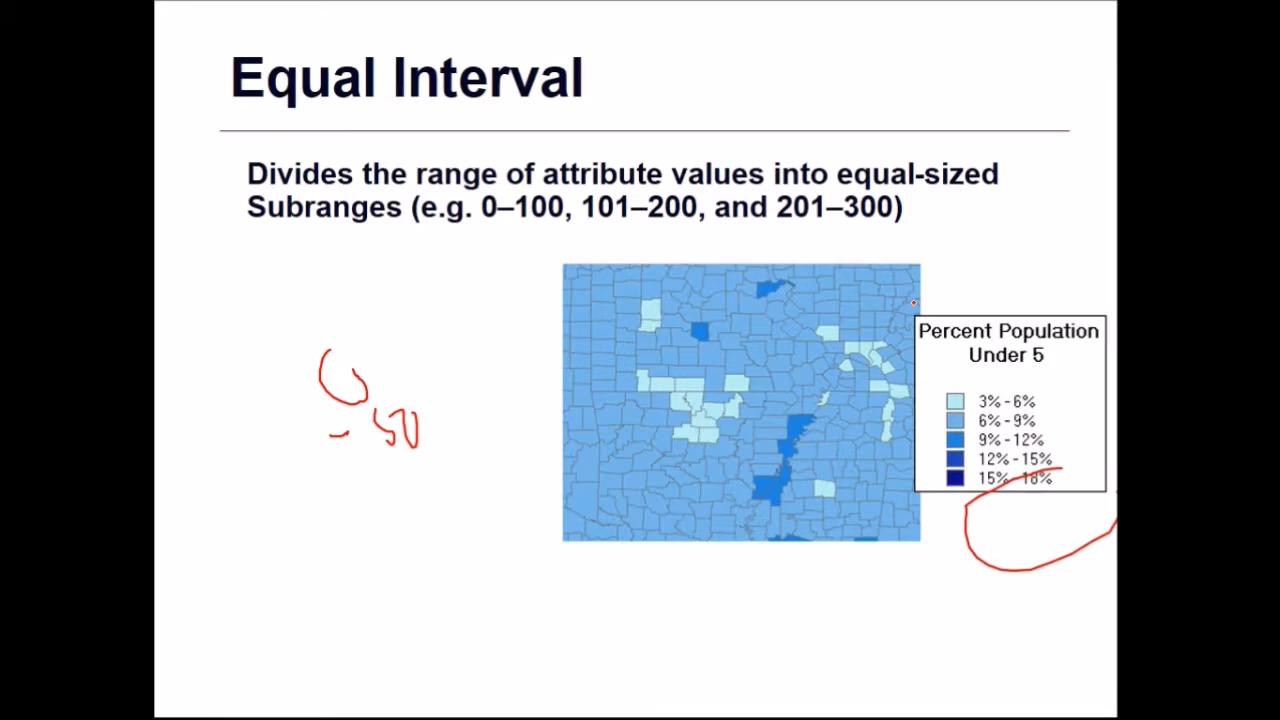 Equal Interval
Divides the range of attribute values into equal-sized
Subranges (e.g. 0–100, 101–200, and 201–300)
Percent Population
Under 5
3% - 6%
6% - 9%
9% - 12%
12% - 15%
15% - 18%
- 50